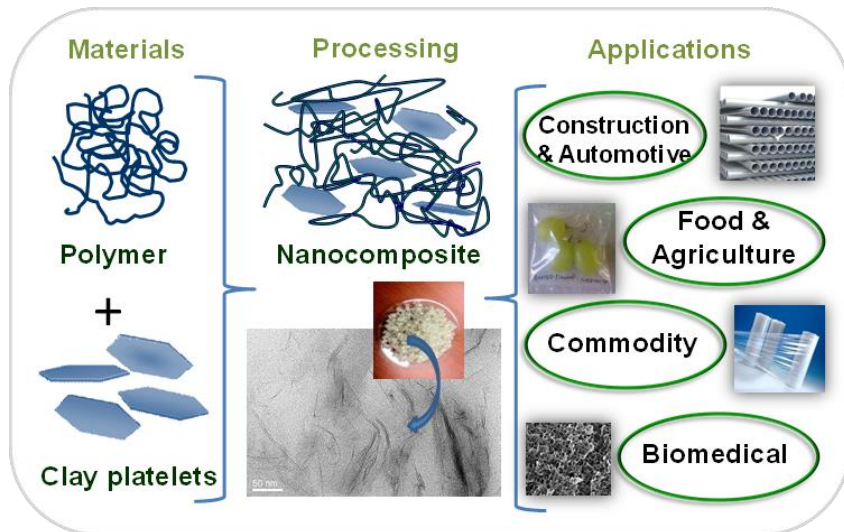 Materials
Processing
Applications
Polymer
+
Clay platelets
Nanocomposite
50 nm
Construction
& Automotive
Food &
Agriculture
Commodity
Biomedical